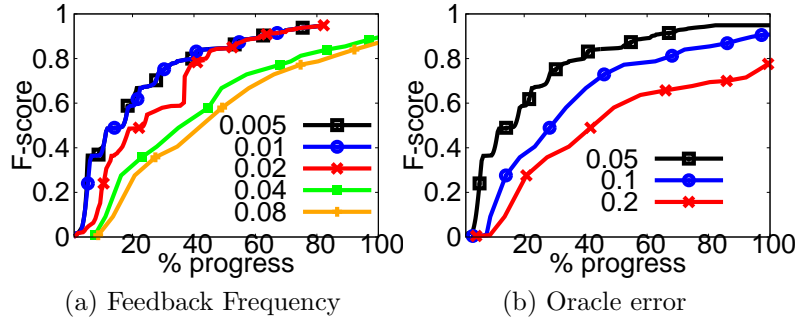 1
0.8
0.6
0.4
0.2
0
F-score
0.005
0.01
0.02
0.04
0.08
20 40 60 80 100
% progress
(a) Feedback Frequency
1
0.8
0.6
0.4
0.2
0
F-score
0.05
0.1
0.2
20 40 60 80 100
% progress
(b) Oracle error